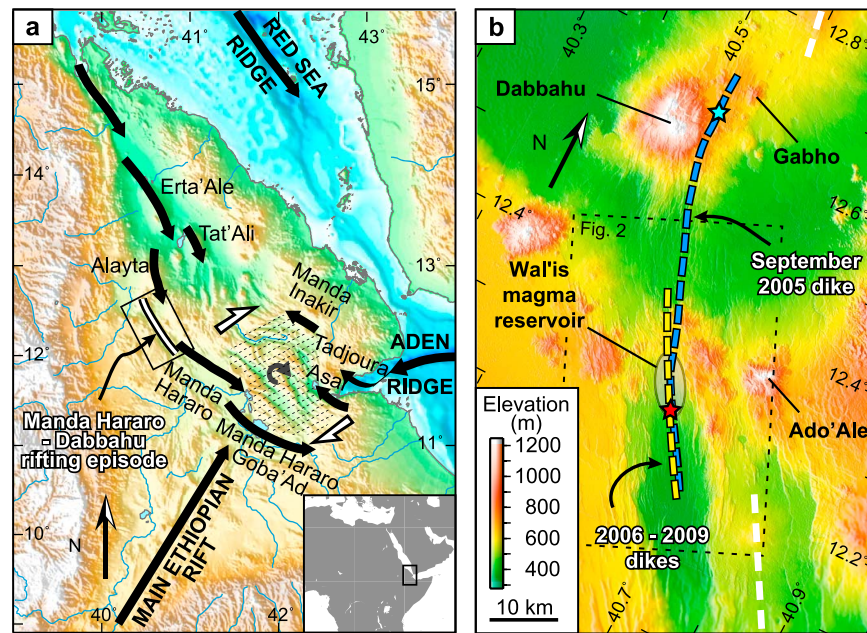 a
41˚
43
RED SEA
RIDGE
15˚
14˚
Erta'Ale
Tat'Ali
Alayta
13˚
Manda
Inakir
12˚
Tadjoura
ADEN
RIDGE
Asal
Manda
Hararo
Manda Hararo
Goba'Ad
Manda Hararo
- Dabbahu
rifting episode
11˚
10˚
N
MAIN ETHIOPIAN
RIFT
40˚
42˚
b
40.3˚
40.5˚
12.8˚
Dabbahu
Gabho
N
12.4˚
12.6˚
Fig. 2
September
2005 dike
Wal'is
magma
reservoir
12.4˚
Ado'Ale
Elevation
(m)
1200
1000
800
600
400
10 km
2006 - 2009
dikes
12.2˚
40.7˚
40.9˚